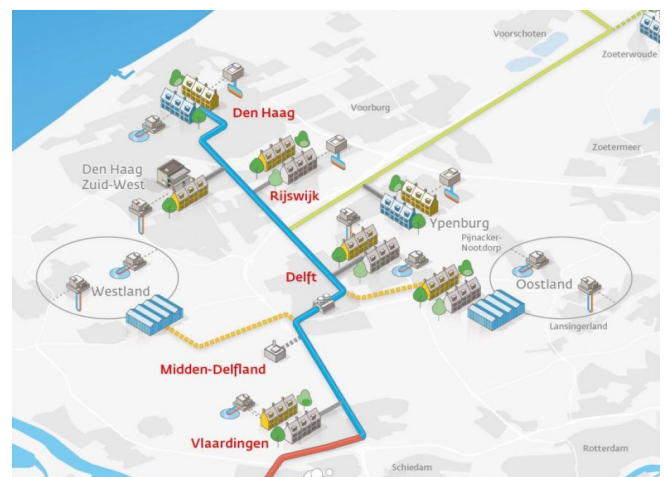 Voorschoten
Zoeterwoude
Den Haag
Voorburg
Zoetermeer
Den Haag
Zuid-West
Rijswijk
Ypenburg
Pijnacker-
Nootdorp
Delft
Westland
Oostland
Lansingerland
Midden-Delfland
Vlaardingen
Rotterdam
Schiedam